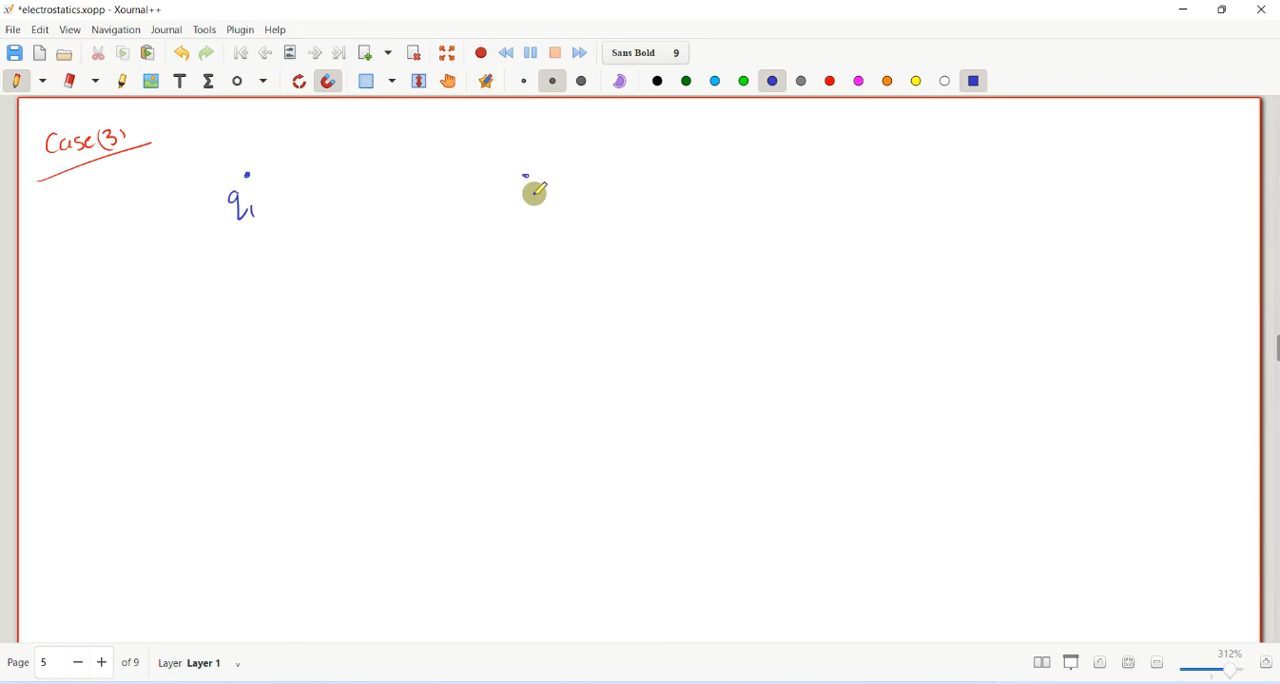 *electrostatics.xopp - Xournal++
File Edit View Navigation Journal Tools Plugin Help
Sans Bold 9
Case(3)
q1
Page 5 of 9 Layer Layer 1 312%